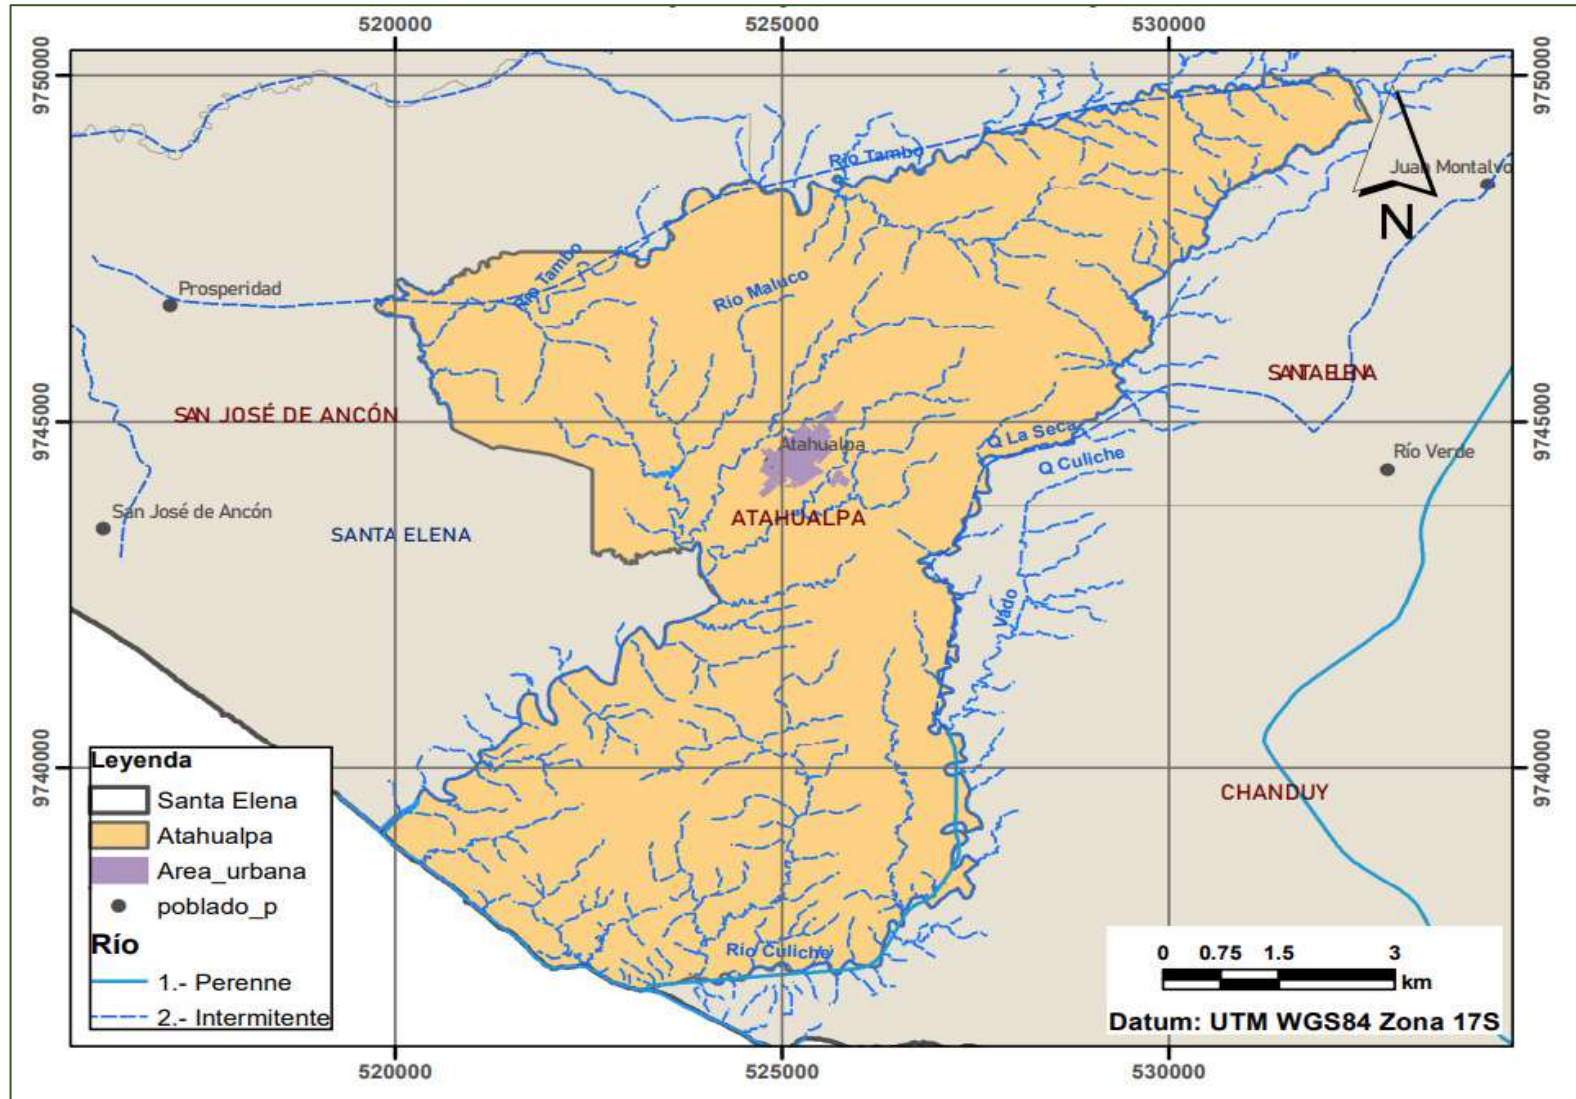 520000
525000
530000
9750000
9750000
Río Tambo
Juan Montalvo
N
Río Tambo
Prosperidad
Río Maluco
SANTA ELENA
SAN JOSÉ DE ANCÓN
9745000
9745000
Q La Seca
Atahualpa
Río Verde
Q Culiche
San José de Ancón
ATAHUALPA
SANTA ELENA
Vado
9740000
9740000
CHANDUY
Leyenda
Santa Elena
Atahualpa
Area_urbana
poblado_p
Río
1.- Perenne
2.- Intermitente
Río Culiche
0 0.75 1.5 3
km
Datum: UTM WGS84 Zona 17S
520000
525000
530000